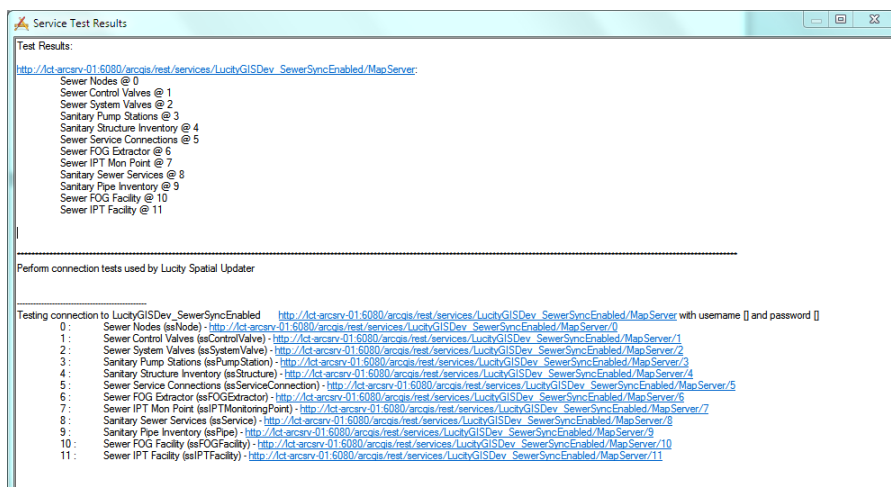 Service Test Results
Test Results:
http://lct-arcsrv-01:6080/arcgis/rest/services/LucityGISDev_SewerSyncEnabled/MapServer:
Sewer Nodes @ 0
Sewer Control Valves @ 1
Sewer System Valves @ 2
Sanitary Pump Stations @ 3
Sanitary Structure Inventory @ 4
Sewer Service Connections @ 5
Sewer FOG Extractor @ 6
Sewer IPT Mon Point @ 7
Sanitary Sewer Services @ 8
Sanitary Pipe Inventory @ 9
Sewer FOG Facility @ 10
Sewer IPT Facility @ 11
Perform connection tests used by Lucity Spatial Updater
Testing connection to LucityGISDev_SewerSyncEnabled http://lct-arcsrv-01:6080/arcgis/rest/services/LucityGISDev_SewerSyncEnabled/MapServer with username [] and password []
0 : Sewer Nodes (ssNode) - http://lct-arcsrv-01:6080/arcgis/rest/services/LucityGISDev_SewerSyncEnabled/MapServer/0
1 : Sewer Control Valves (ssControlValve) - http://lct-arcsrv-01:6080/arcgis/rest/services/LucityGISDev_SewerSyncEnabled/MapServer/1
2 : Sewer System Valves (ssSystemValve) - http://lct-arcsrv-01:6080/arcgis/rest/services/LucityGISDev_SewerSyncEnabled/MapServer/2
3 : Sanitary Pump Stations (ssPumpStation) - http://lct-arcsrv-01:6080/arcgis/rest/services/LucityGISDev_SewerSyncEnabled/MapServer/3
4 : Sanitary Structure Inventory (ssStructure) - http://lct-arcsrv-01:6080/arcgis/rest/services/LucityGISDev_SewerSyncEnabled/MapServer/4
5 : Sewer Service Connections (ssServiceConnection) - http://lct-arcsrv-01:6080/arcgis/rest/services/LucityGISDev_SewerSyncEnabled/MapServer/5
6 : Sewer FOG Extractor (ssFOGExtractor) - http://lct-arcsrv-01:6080/arcgis/rest/services/LucityGISDev_SewerSyncEnabled/MapServer/6
7 : Sewer IPT Mon Point (ssIPTMonitoringPoint) - http://lct-arcsrv-01:6080/arcgis/rest/services/LucityGISDev_SewerSyncEnabled/MapServer/7
8 : Sanitary Sewer Services (ssService) - http://lct-arcsrv-01:6080/arcgis/rest/services/LucityGISDev_SewerSyncEnabled/MapServer/8
9 : Sanitary Pipe Inventory (ssPipe) - http://lct-arcsrv-01:6080/arcgis/rest/services/LucityGISDev_SewerSyncEnabled/MapServer/9
10 : Sewer FOG Facility (ssFOGFacility) - http://lct-arcsrv-01:6080/arcgis/rest/services/LucityGISDev_SewerSyncEnabled/MapServer/10
11 : Sewer IPT Facility (ssIPTFacility) - http://lct-arcsrv-01:6080/arcgis/rest/services/LucityGISDev_SewerSyncEnabled/MapServer/11